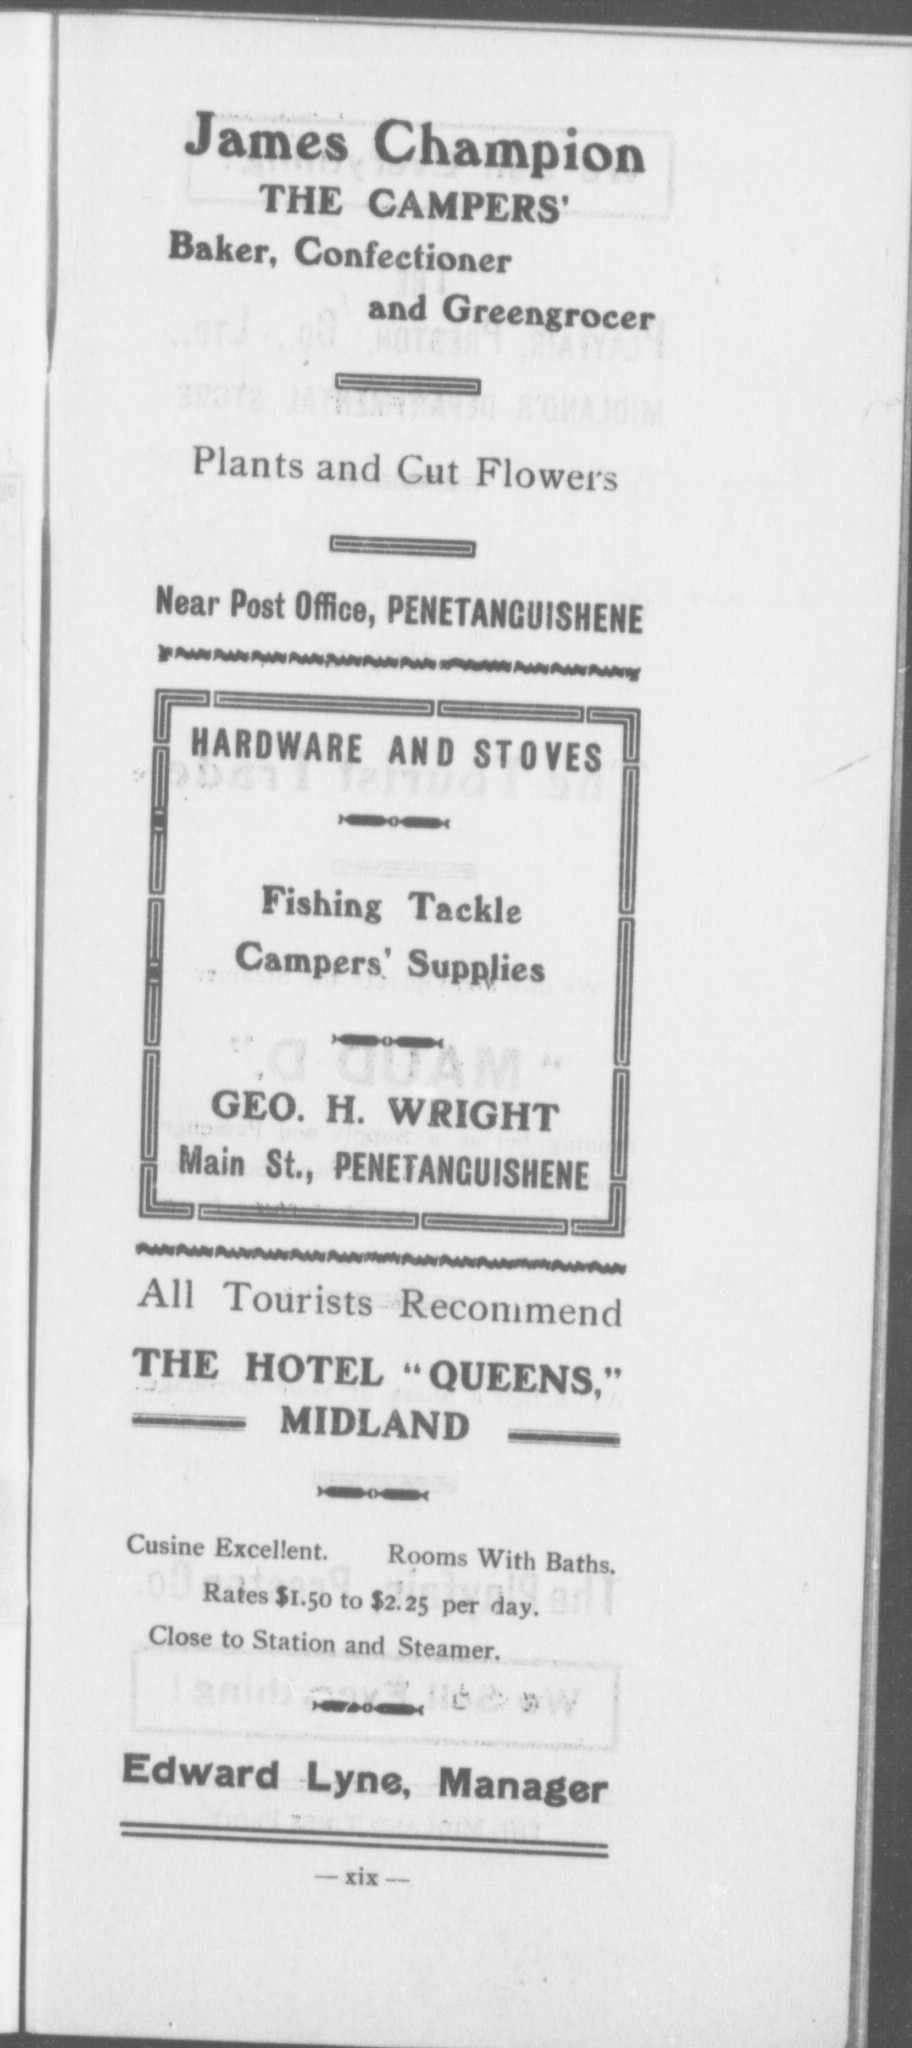 James Champion
THE CAMPERS'
Baker, Confectioner
and Greengrocer
Plants and Cut Flowers
Near Post Office, PENETANGUISHENE
HARDWARE AND STOVES
Fishing Tackle
Campers' Supplies
GEO. H. WRIGHT
Main St., PENETANGUISHENE
All Tourists Recommend
THE HOTEL "QUEENS,"
MIDLAND
Cusine Excellent. Rooms With Baths.
Rates $1.50 to $2.25 per day.
Close to Station and Steamer.
Edward Lyne, Manager
— xix —